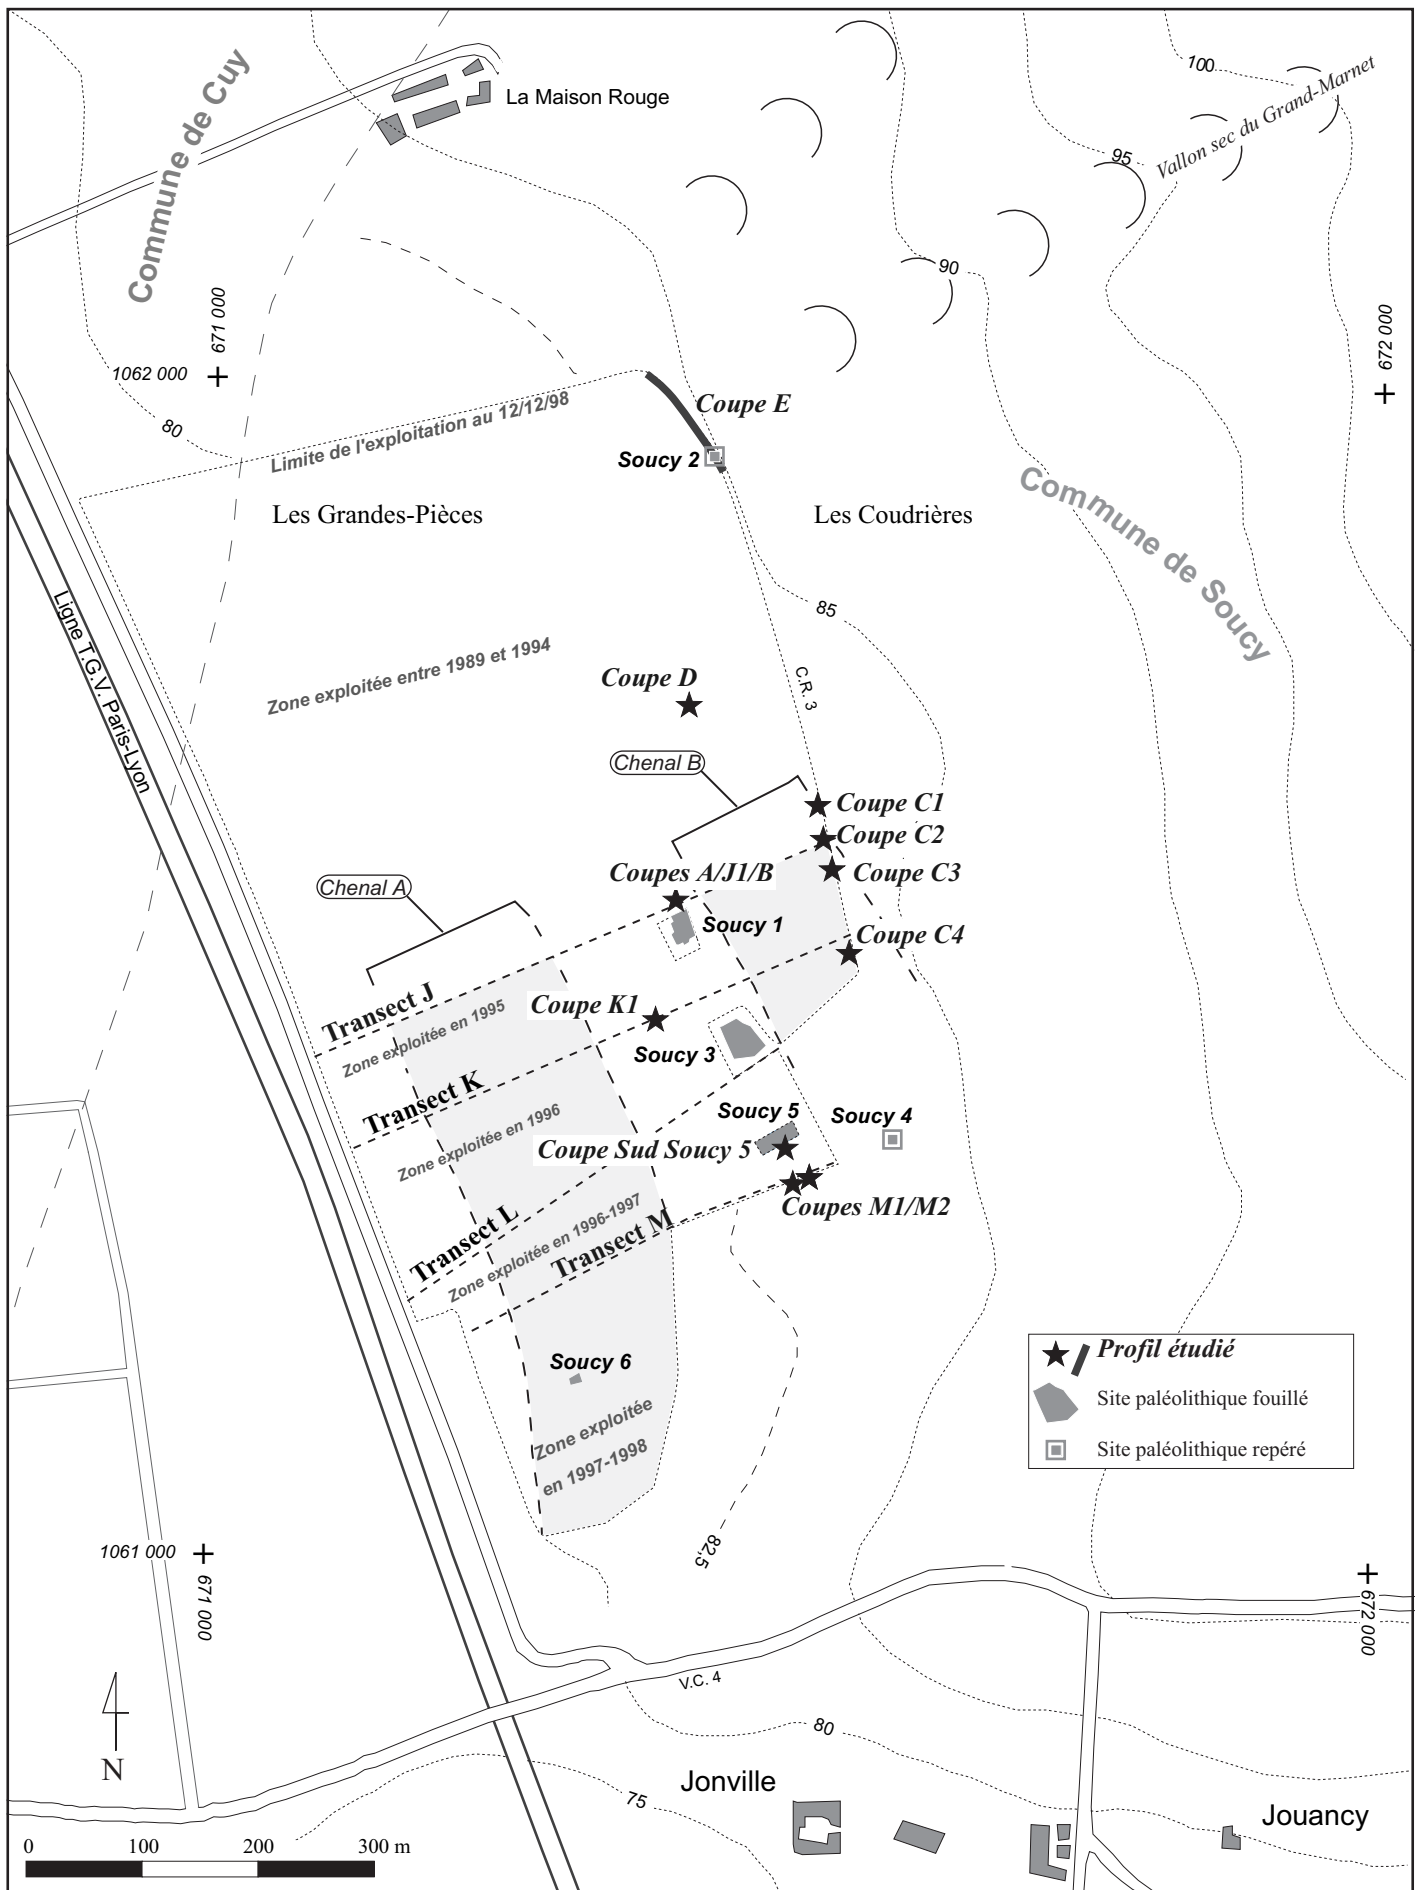 Commune de Cuy
La Maison Rouge
100
Vallon sec du Grand-Marnet
95
90
671 000
1062 000
672 000
80
Limite de l'exploitation au 12/12/98
Coupe E
Soucy 2
Les Grandes-Pièces
Les Coudrières
Commune de Soucy
Ligne T.G.V. Paris-Lyon
85
Zone exploitée entre 1989 et 1994
Coupe D
C.R. 3
Chenal B
Coupe C1
Coupe C2
Coupes A/J1/B
Coupe C3
Chenal A
Soucy 1
Coupe C4
Transect J
Coupe K1
Zone exploitée en 1995
Soucy 3
Transect K
Soucy 5
Soucy 4
Zone exploitée en 1996
Coupe Sud Soucy 5
Transect L
Zone exploitée en 1996-1997
Coupes M1/M2
Transect M
Soucy 6
Profil étudié
Site paléolithique fouillé
Site paléolithique repéré
Zone exploitée
en 1997-1998
82,5
1061 000
671 000
672 000
V.C. 4
N
80
Jonville
75
Jouancy
0 100 200 300 m